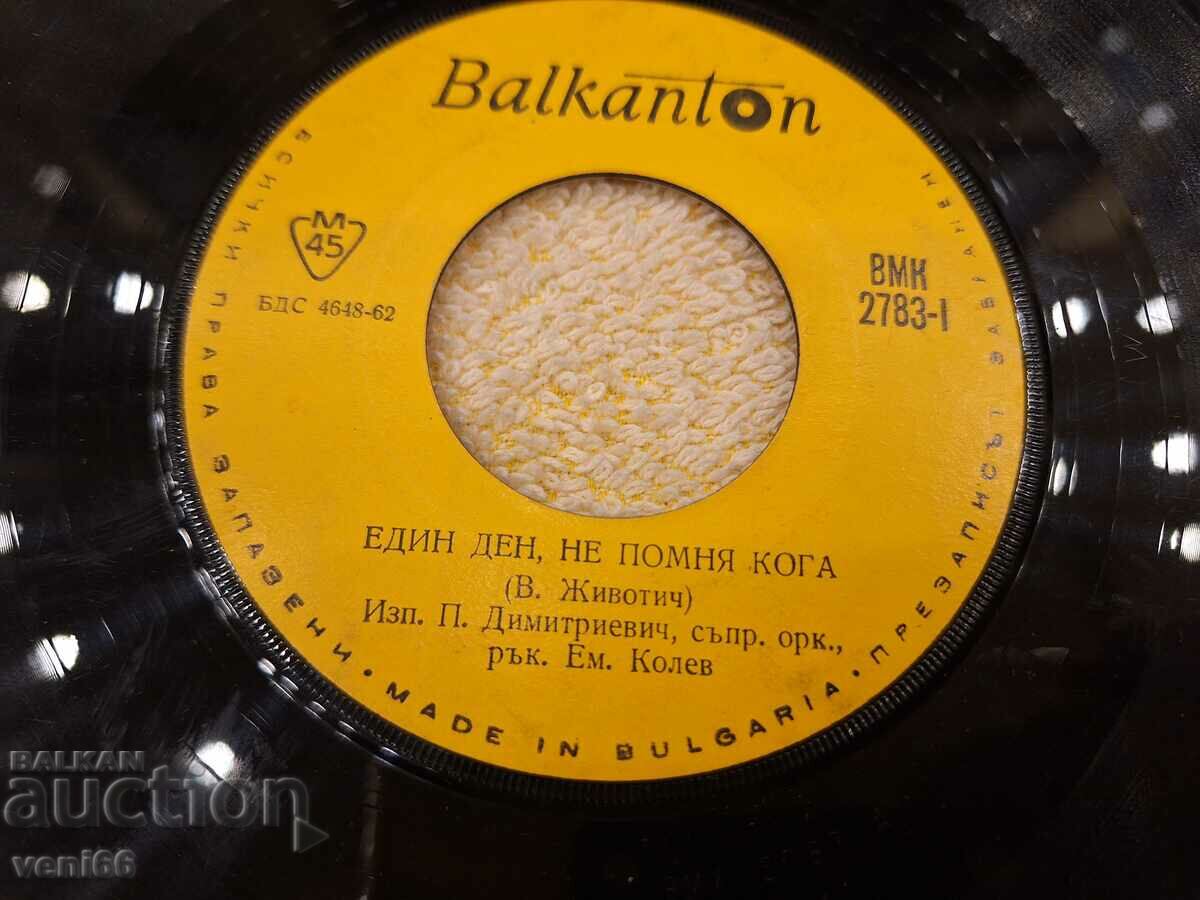 Balkanton
M
45
БДС 4648-62
ВМК
2783-I
ЕДИН ДЕН, НЕ ПОМНЯ КОГА
(В. Животич)
Изп. П. Димитриевич, съпр. орк.,
рък. Ем. Колев
ВСИЧКИ ПРАВА ЗАПАЗЕНИ • MADE IN BULGARIA • ПРЕЗАПИСЪТ ЗАБРАНЕН
BALKAN
auction
veni66